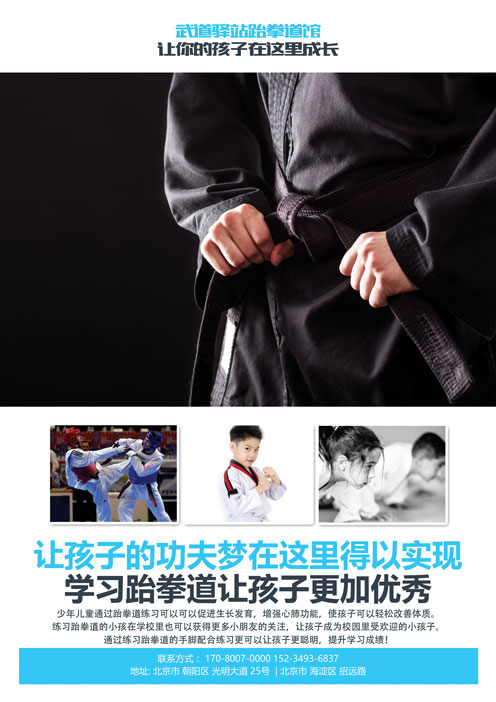 武道驿站跆拳道馆
让你的孩子在这里成长
让孩子的功夫梦在这里得以实现
学习跆拳道让孩子更加优秀
少年儿童通过跆拳道练习可以可以促进生长发育，增强心肺功能，使孩子可以轻松改善体质。
练习跆拳道的小孩在学校里也可以获得更多小朋友的关注，让孩子成为校园里受欢迎的小孩子。
通过练习跆拳道的手脚配合练习更可以让孩子更聪明，提升学习成绩！
联系方式： 170-8007-0000 152-3493-6837
地址: 北京市 朝阳区 光明大道 25号 | 北京市 海淀区 招远路